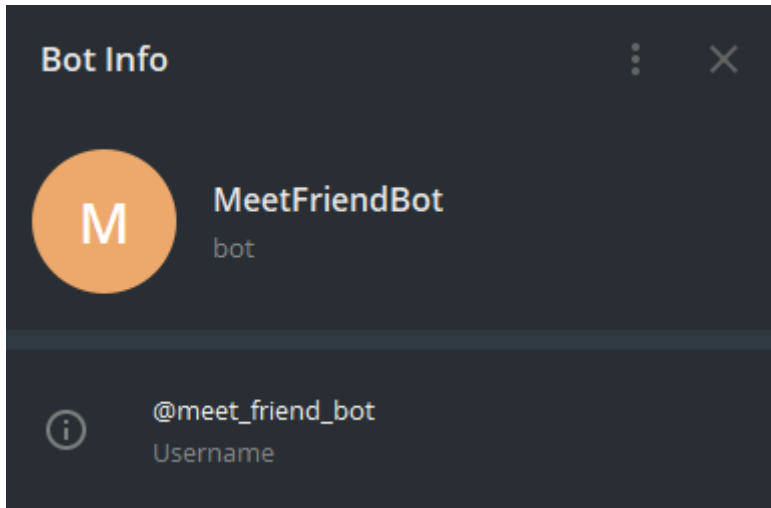 Bot Info
M
MeetFriendBot
bot
@meet_friend_bot
Username